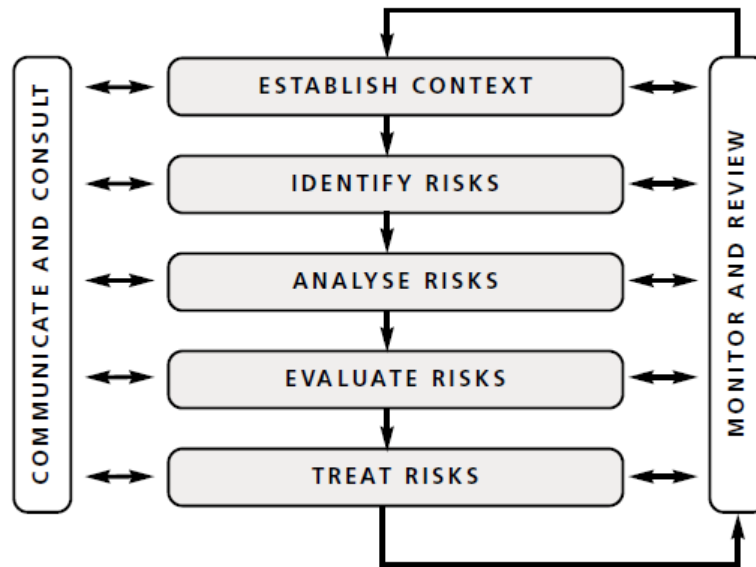 COMMUNICATE AND CONSULT
ESTABLISH CONTEXT
IDENTIFY RISKS
ANALYSE RISKS
EVALUATE RISKS
TREAT RISKS
MONITOR AND REVIEW